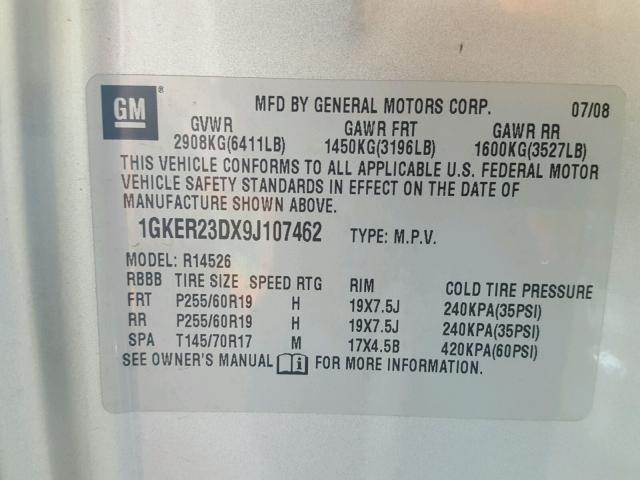 GM ®
MFD BY GENERAL MOTORS CORP. 07/08
GVWR GAWR FRT GAWR RR
2908KG(6411LB) 1450KG(3196LB) 1600KG(3527LB)
THIS VEHICLE CONFORMS TO ALL APPLICABLE U.S. FEDERAL MOTOR
VEHICLE SAFETY STANDARDS IN EFFECT ON THE DATE OF
MANUFACTURE SHOWN ABOVE.
1GKER23DX9J107462 TYPE: M.P.V.
MODEL: R14526
RBBB TIRE SIZE SPEED RTG RIM COLD TIRE PRESSURE
FRT P255/60R19 H 19X7.5J 240KPA(35PSI)
RR P255/60R19 H 19X7.5J 240KPA(35PSI)
SPA T145/70R17 M 17X4.5B 420KPA(60PSI)
SEE OWNER'S MANUAL i FOR MORE INFORMATION.